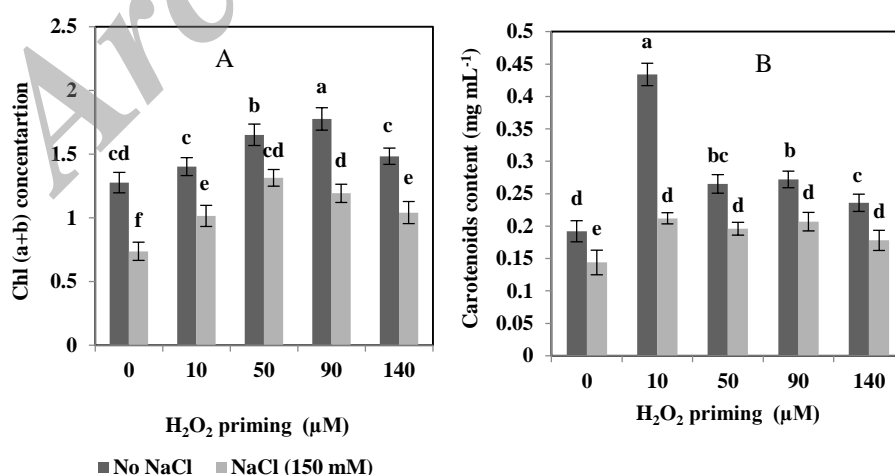 A
Chl (a+b) concentartion
2.5
2
1.5
1
0.5
0
cd
f
c
e
b
cd
a
d
c
e
0 10 50 90 140
H₂O₂ priming (µM)
No NaCl NaCl (150 mM)
B
Carotenoids content (mg mL⁻¹)
0.5
0.45
0.4
0.35
0.3
0.25
0.2
0.15
0.1
0.05
0
d
e
a
d
bc
d
b
d
c
d
0 10 50 90 140
H₂O₂ priming (µM)